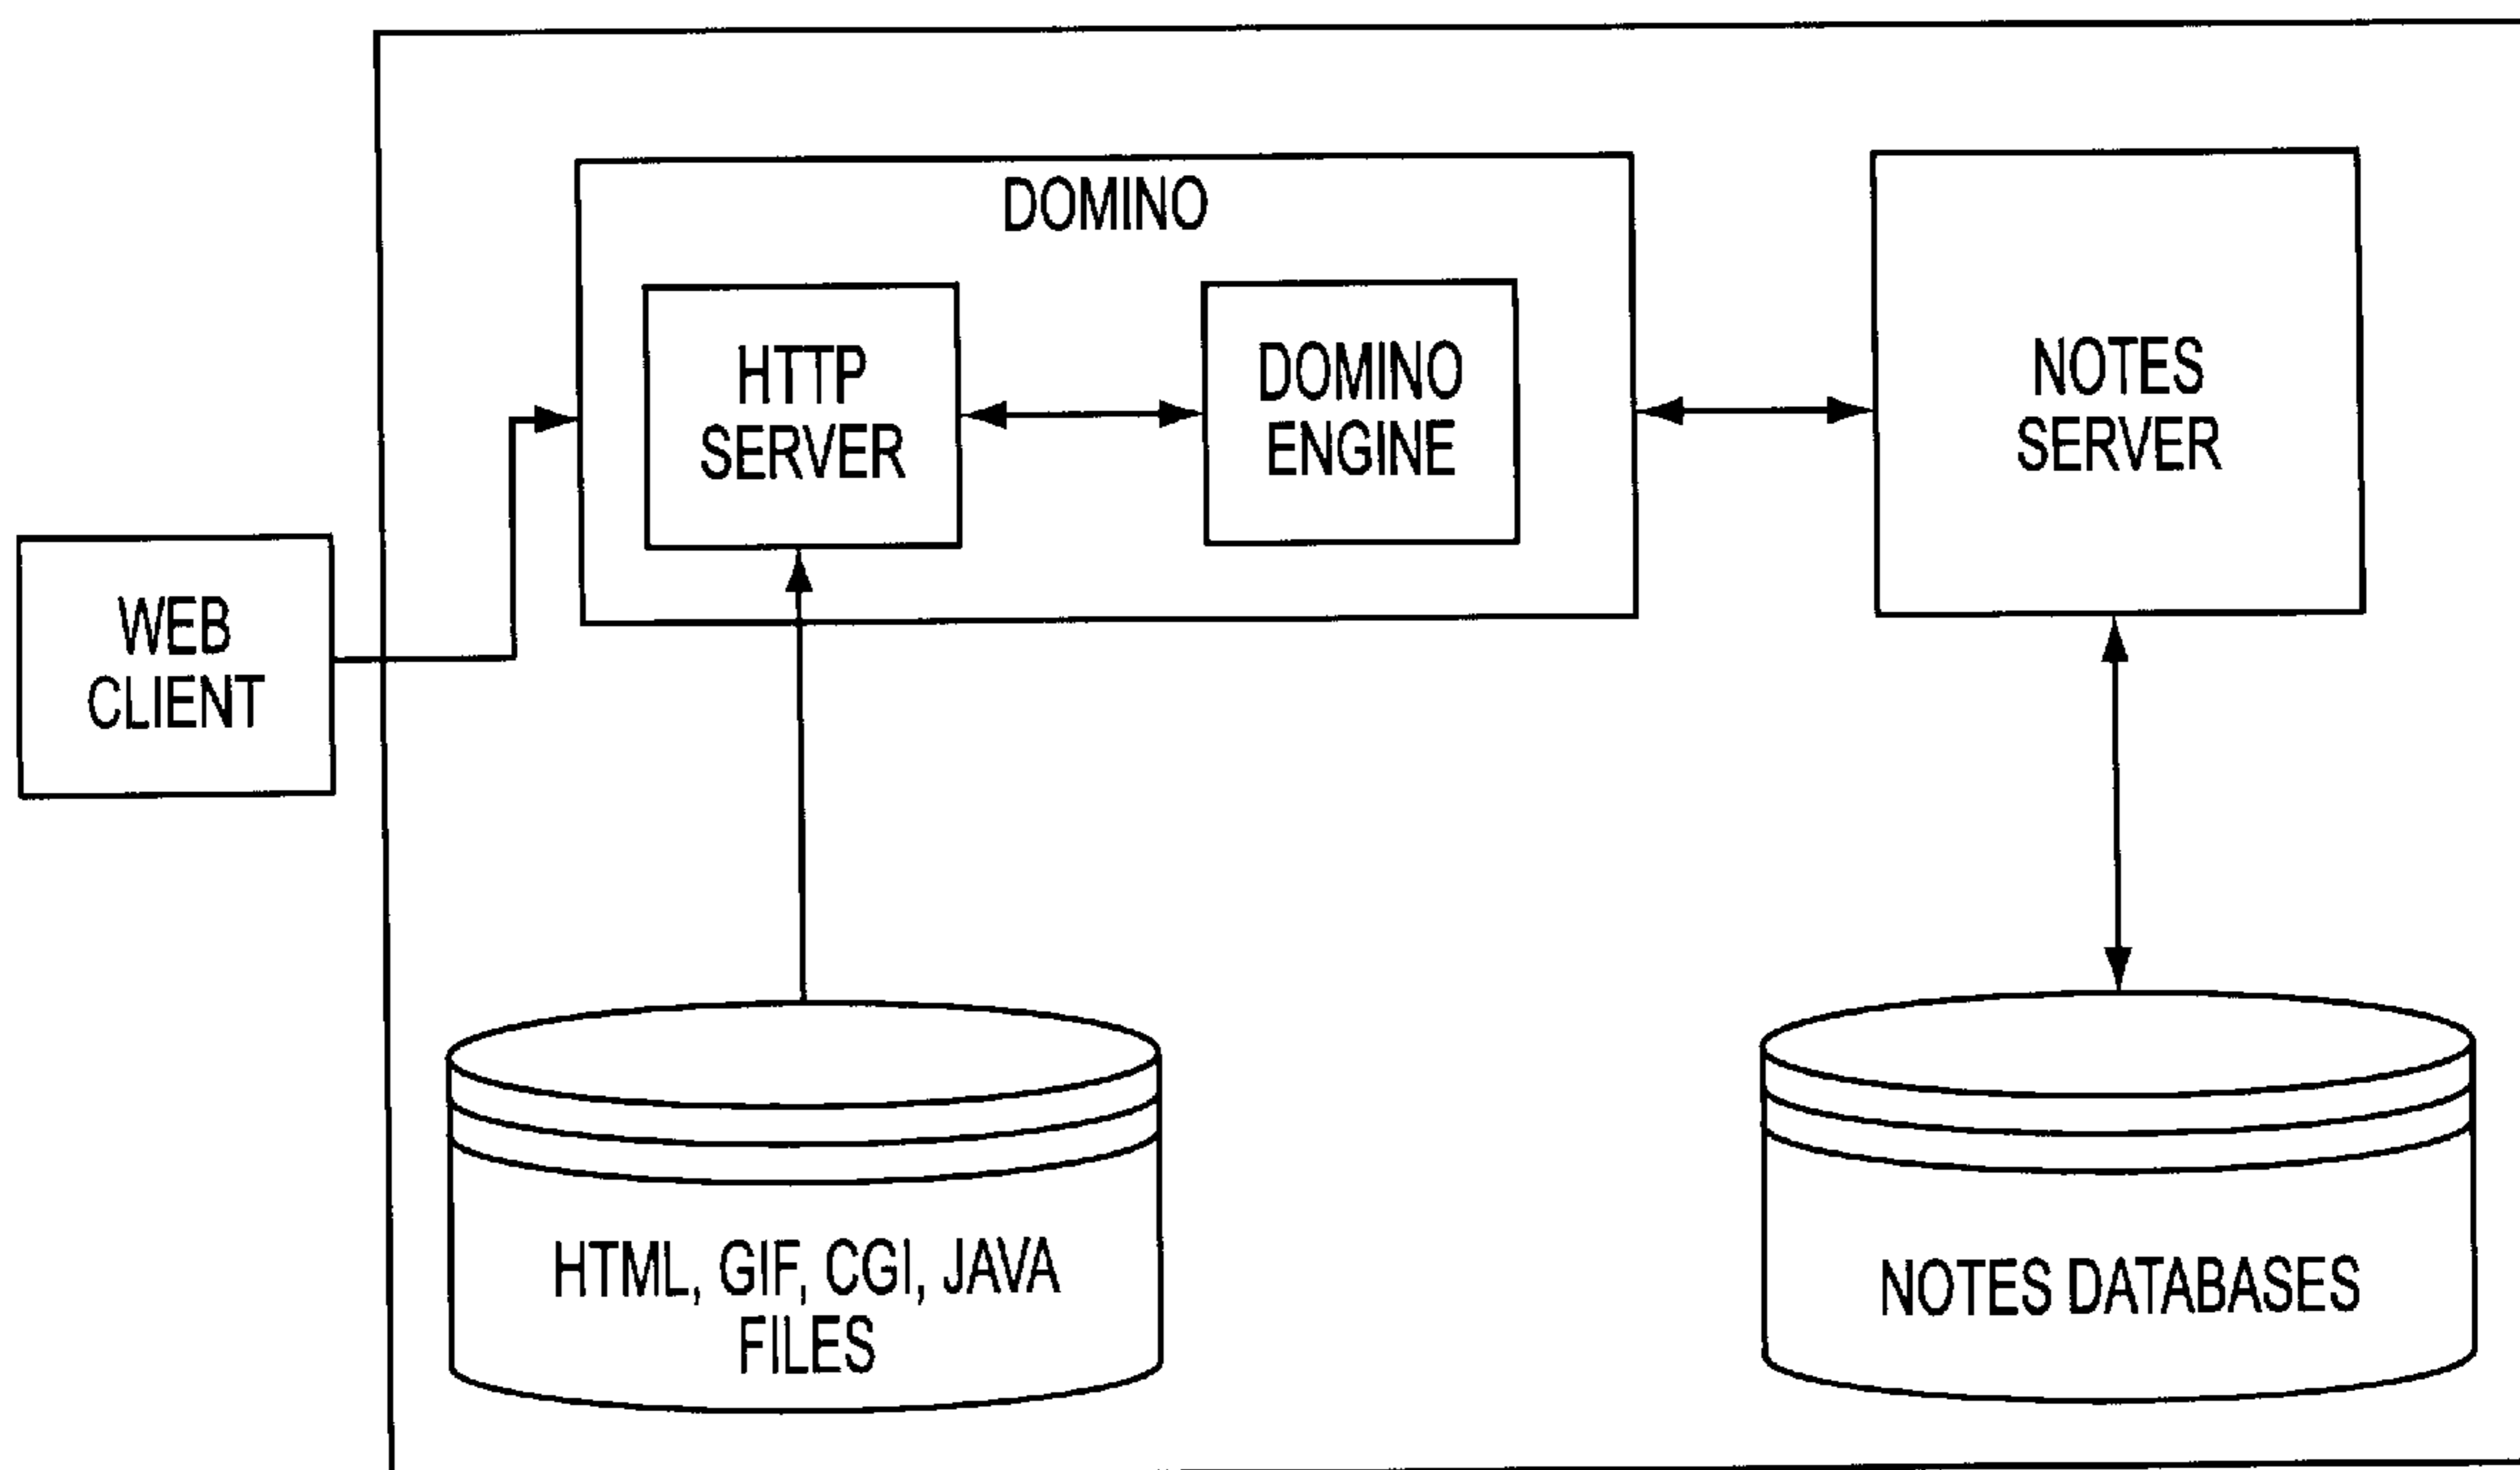 DOMINO
HTTP
SERVER
DOMINO
ENGINE
NOTES
SERVER
WEB
CLIENT
HTML, GIF, CGI, JAVA
FILES
NOTES DATABASES